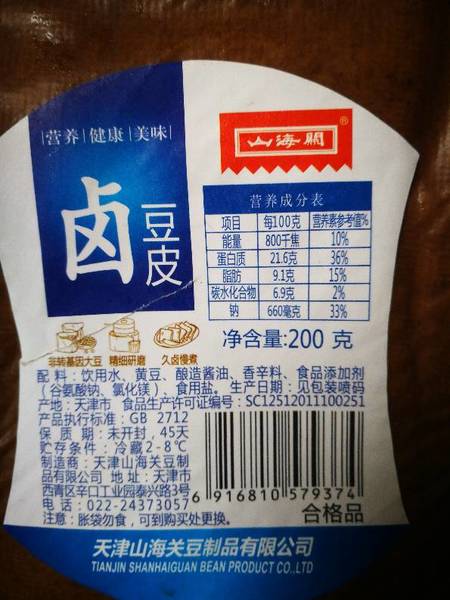 营养 健康 美味
卤
豆皮
山海關®
营养成分表
项目 每100克 营养素参考值%
能量 800千焦 10%
蛋白质 21.6克 36%
脂肪 9.1克 15%
碳水化合物 6.9克 2%
钠 660毫克 33%
净含量:200 克
非转基因大豆 精细研磨 久卤慢煮
配料：饮用水、黄豆、酿造酱油、香辛料、食品添加剂
（谷氨酸钠、氯化镁）、食用盐。生产日期：见包装喷码
产地：天津市 食品生产许可证编号：SC12512011100251
产品执行标准：GB 2712
保质期：未开封，45天
贮存条件：冷藏2-8℃
制造商：天津山海关豆制
品有限公司 地址：天津市
西青区辛口工业园泰兴路3号
电话：022-24373057
注意：胀袋勿食，可到购买处更换。
6 916810 579374
合格品
天津山海关豆制品有限公司
TIANJIN SHANHAIGUAN BEAN PRODUCT CO.,LTD